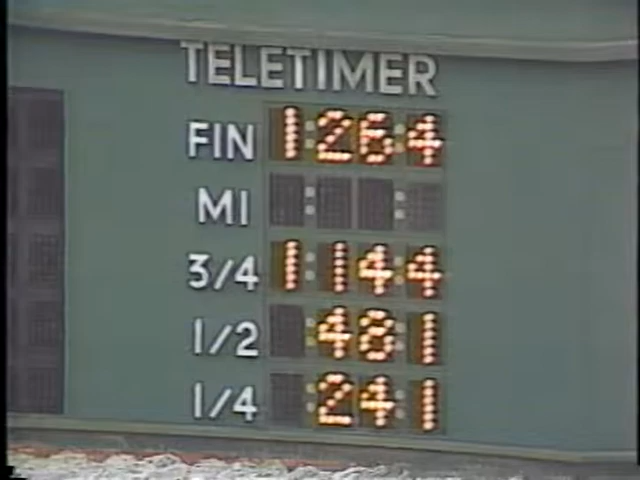 TELETIMER
FIN 1:26:4
MI : :
3/4 1:14:4
1/2 :48:1
1/4 :24:1